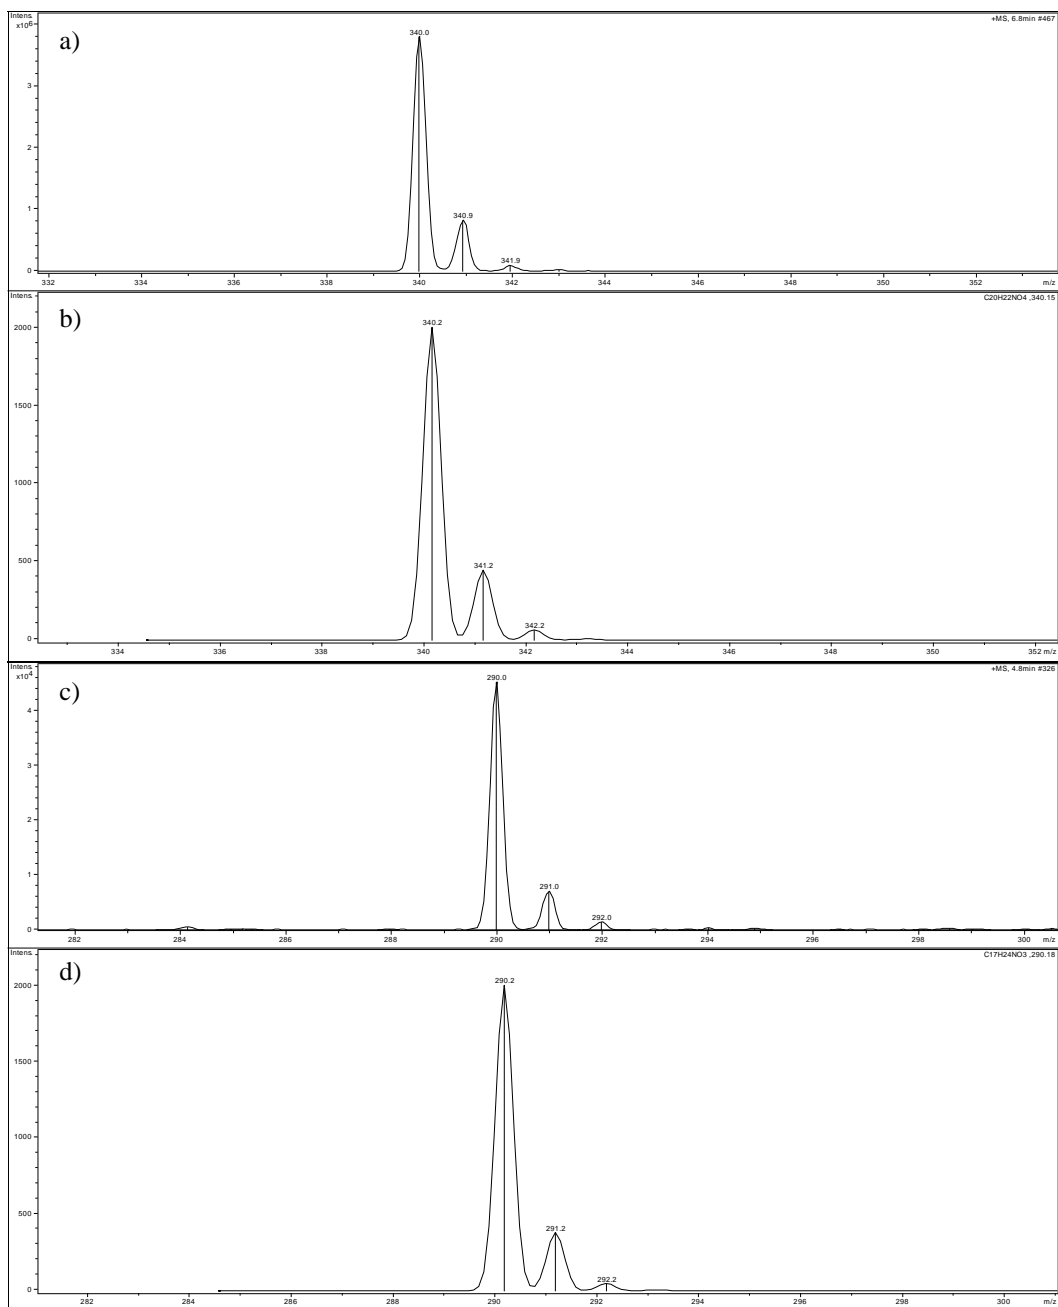 Intens.
x10⁶
a)
+MS, 6.8min #467
340.0
340.9
341.9
3
2
1
0
332 334 336 338 340 342 344 346 348 350 352 m/z
Intens.
b)
C20H22NO4 ,340.15
340.2
341.2
342.2
2000
1500
1000
500
0
334 336 338 340 342 344 346 348 350 352 m/z
Intens.
x10⁴
c)
+MS, 4.8min #326
290.0
291.0
292.0
4
3
2
1
0
282 284 286 288 290 292 294 296 298 300 m/z
Intens.
d)
C17H24NO3 ,290.18
290.2
291.2
292.2
2000
1500
1000
500
0
282 284 286 288 290 292 294 296 298 300 m/z